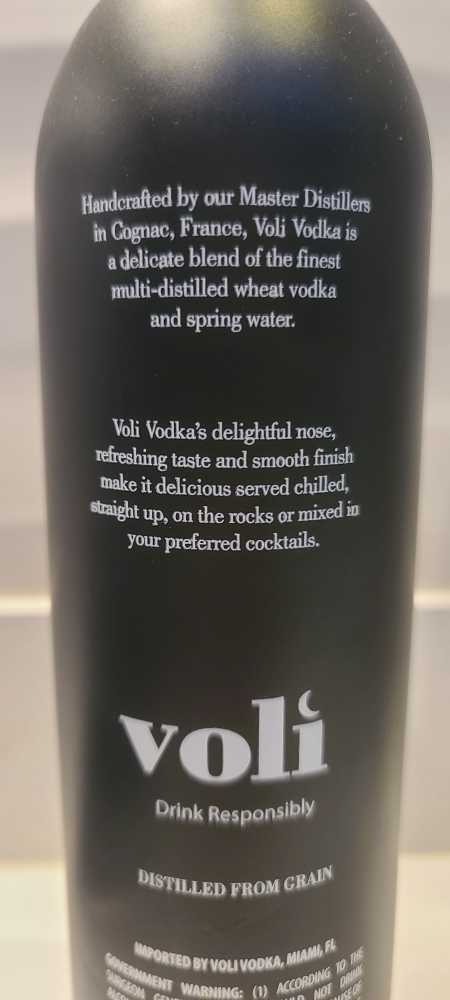 Handcrafted by our Master Distillers
in Cognac, France, Voli Vodka is
a delicate blend of the finest
multi-distilled wheat vodka
and spring water.
Voli Vodka's delightful nose,
refreshing taste and smooth finish
make it delicious served chilled,
straight up, on the rocks or mixed in
your preferred cocktails.
voli
Drink Responsibly
DISTILLED FROM GRAIN
IMPORTED BY VOLI VODKA, MIAMI, FL
GOVERNMENT WARNING: (1) ACCORDING TO THE
SURGEON NOT DRINK